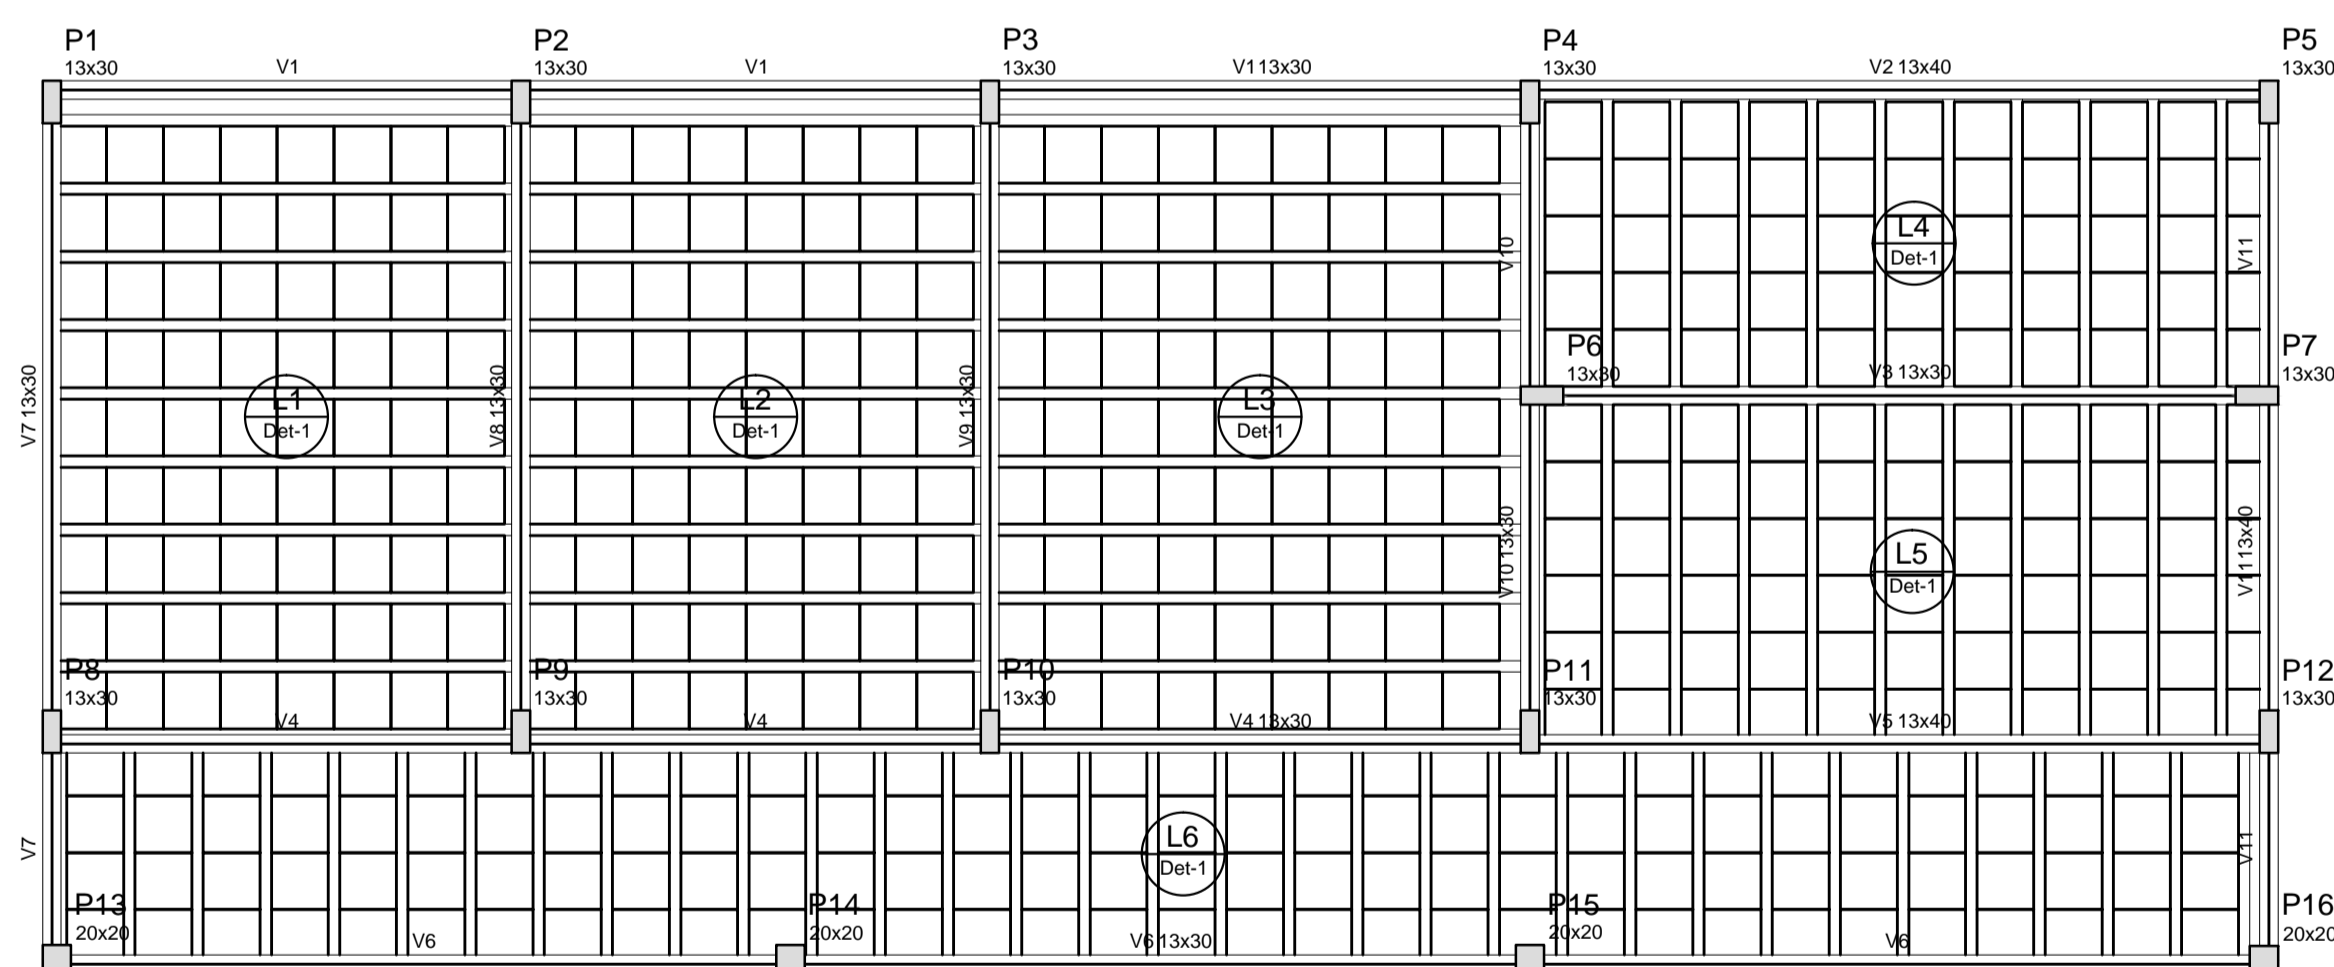 P1
13x30
V1
P2
13x30
V1
P3
13x30
V1 13x30
P4
13x30
V2 13x40
P5
13x30
V10
L4
Det-1
V11
P6
13x30
V3 13x30
P7
13x30
V7 13x30
L1
Det-1
V8 13x30
L2
Det-1
V9 13x30
L3
Det-1
V10 13x30
L5
Det-1
V11 13x40
P8
13x30
V4
P9
13x30
V4
P10
13x30
V4 13x30
P11
13x30
V5 13x40
P12
13x30
V7
L6
Det-1
V11
P13
20x20
V6
P14
20x20
V6 13x30
P15
20x20
V6
P16
20x20